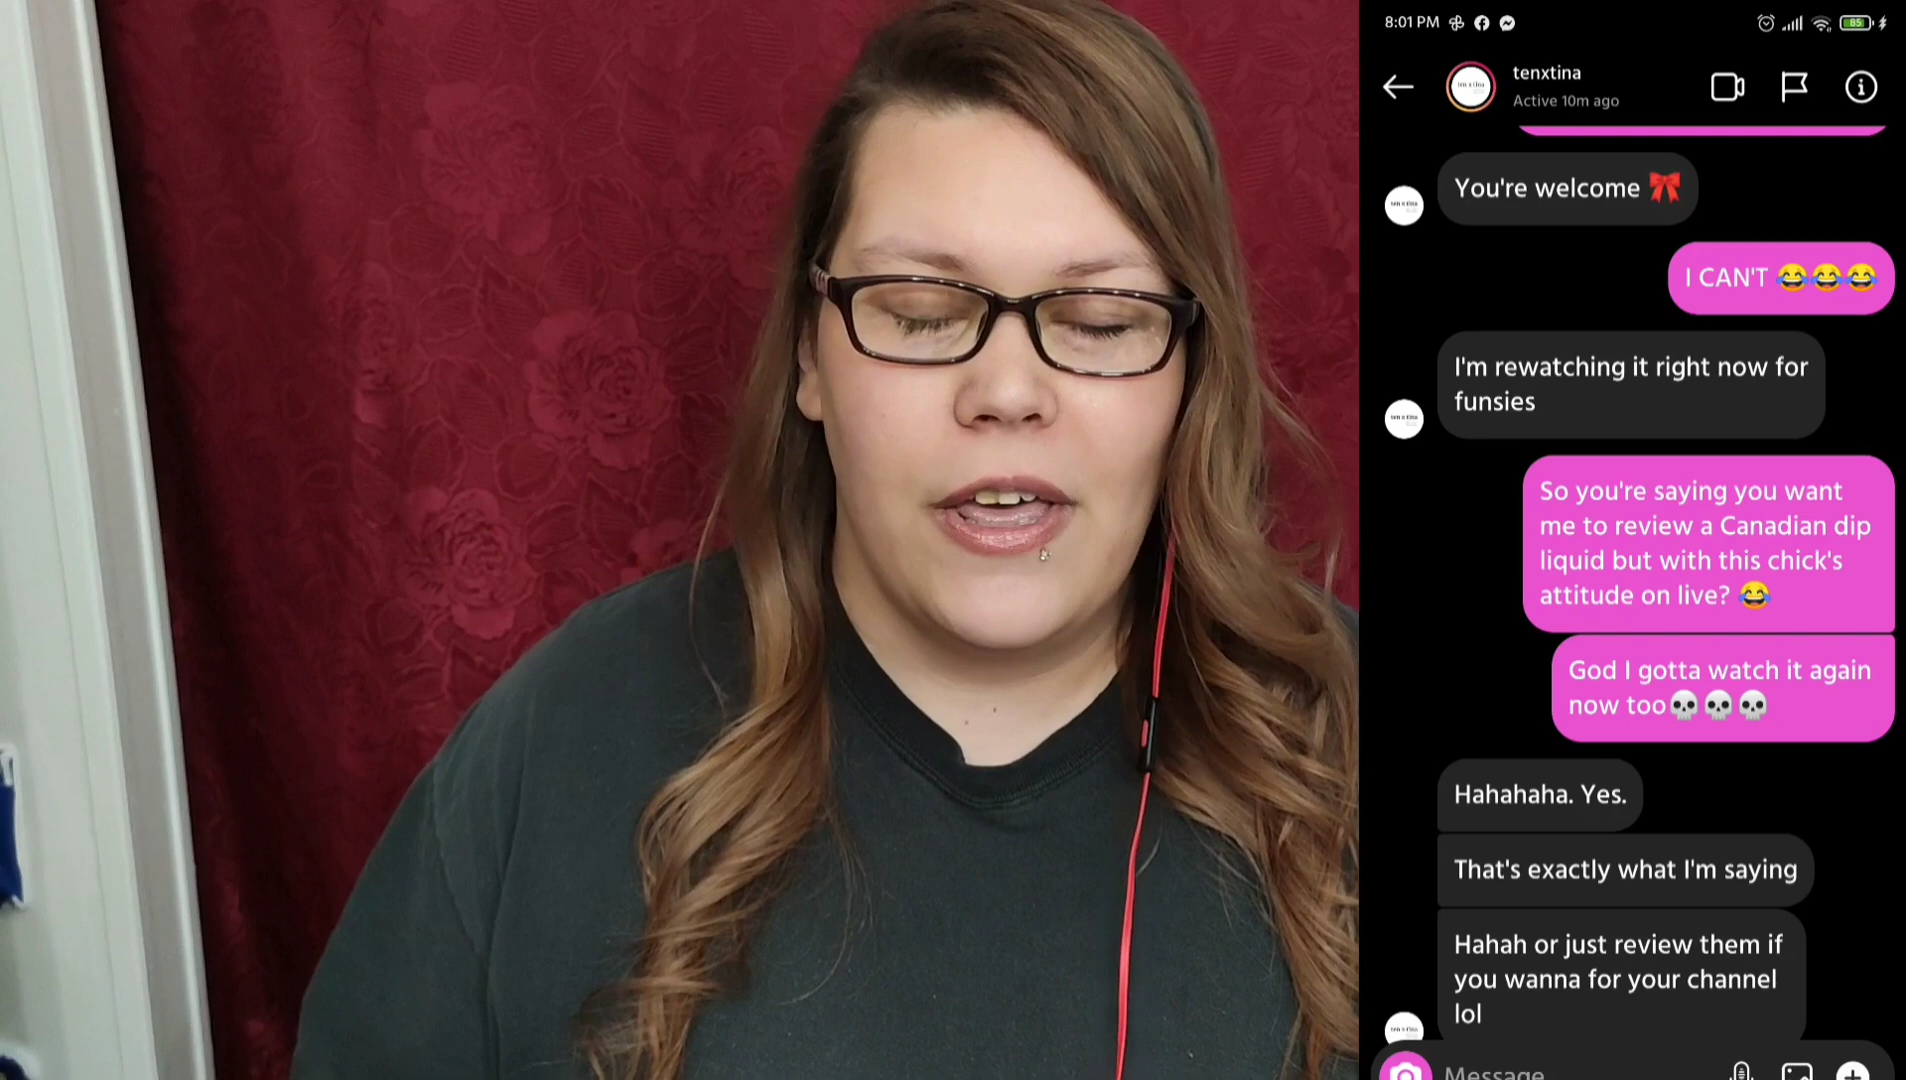 8:01 PM
85
tenxtina
Active 10m ago
You're welcome 🎀
I CAN'T 😂😂😂
I'm rewatching it right now for
funsies
So you're saying you want
me to review a Canadian dip
liquid but with this chick's
attitude on live? 😂
God I gotta watch it again
now too💀💀💀
Hahahaha. Yes.
That's exactly what I'm saying
Hahah or just review them if
you wanna for your channel
lol
Message